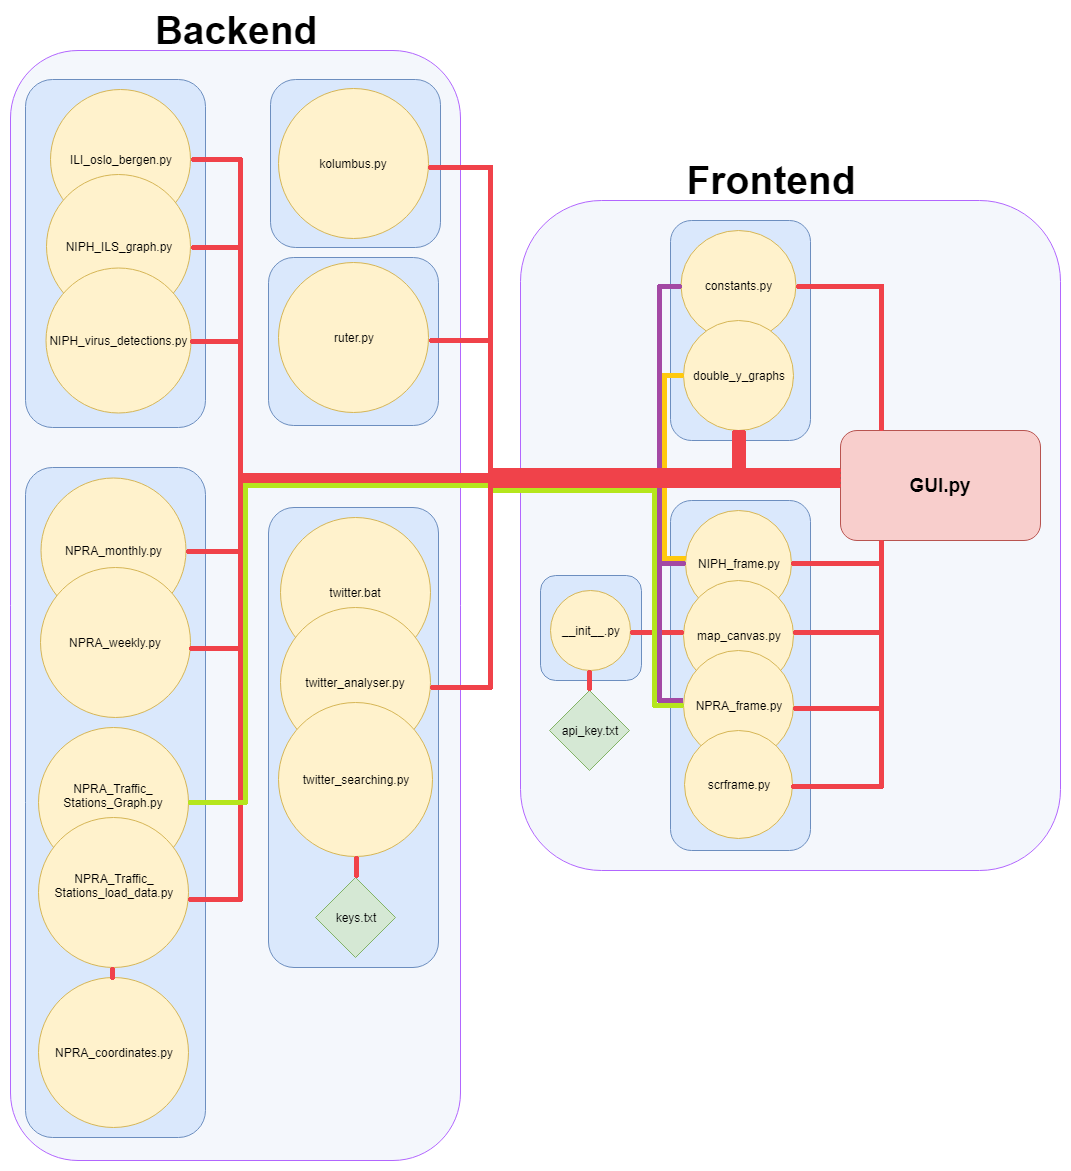 Backend
ILI_oslo_bergen.py
NIPH_ILS_graph.py
NIPH_virus_detections.py
kolumbus.py
ruter.py
NPRA_monthly.py
NPRA_weekly.py
NPRA_Traffic_
Stations_Graph.py
NPRA_Traffic_
Stations_load_data.py
NPRA_coordinates.py
twitter.bat
twitter_analyser.py
twitter_searching.py
keys.txt
Frontend
constants.py
double_y_graphs
GUI.py
NIPH_frame.py
__init__.py
map_canvas.py
NPRA_frame.py
api_key.txt
scrframe.py